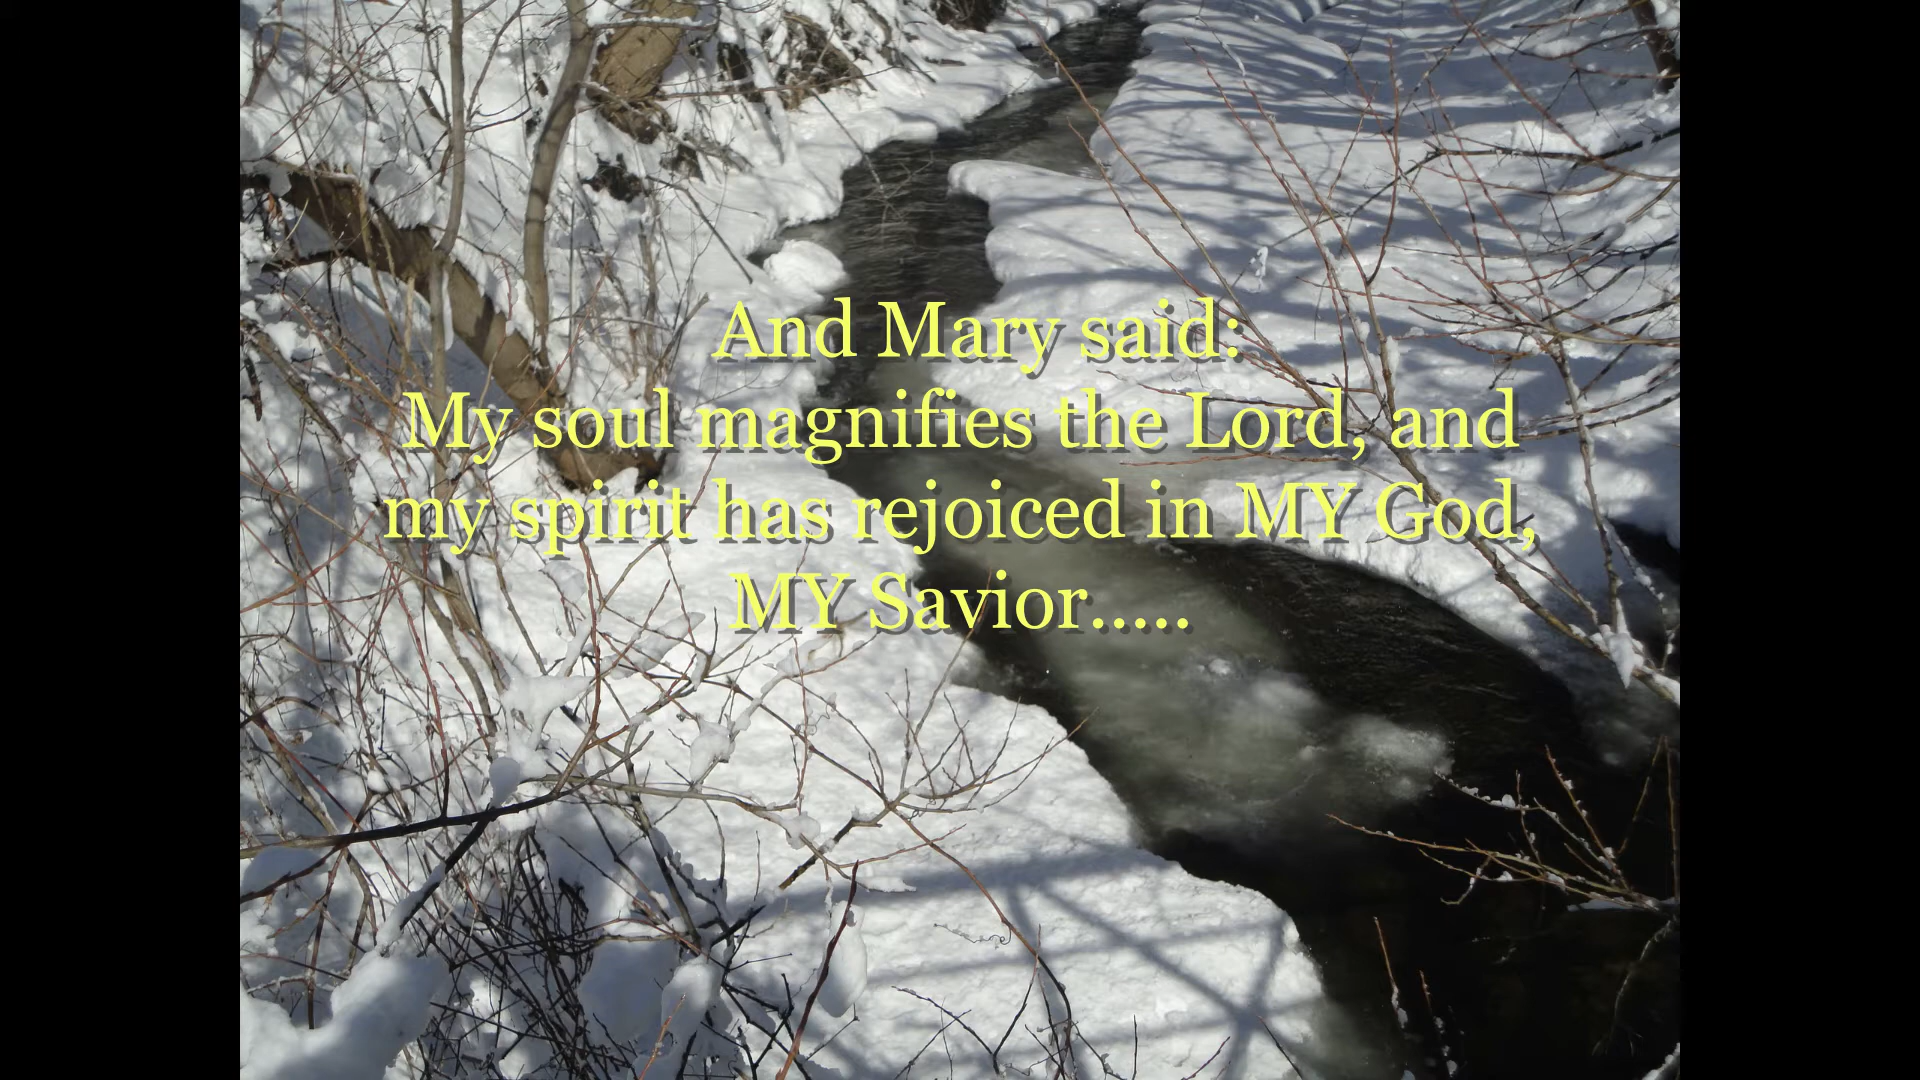 And Mary said:
My soul magnifies the Lord, and
my spirit has rejoiced in MY God,
MY Savior.....